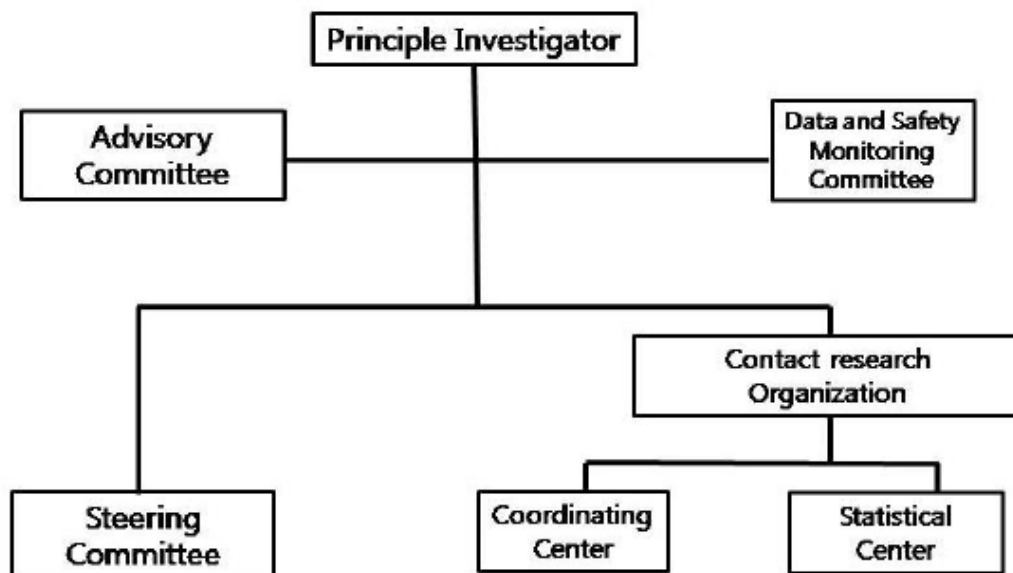 Principle Investigator
Advisory
Committee
Data and Safety
Monitoring
Committee
Contact research
Organization
Steering
Committee
Coordinating
Center
Statistical
Center